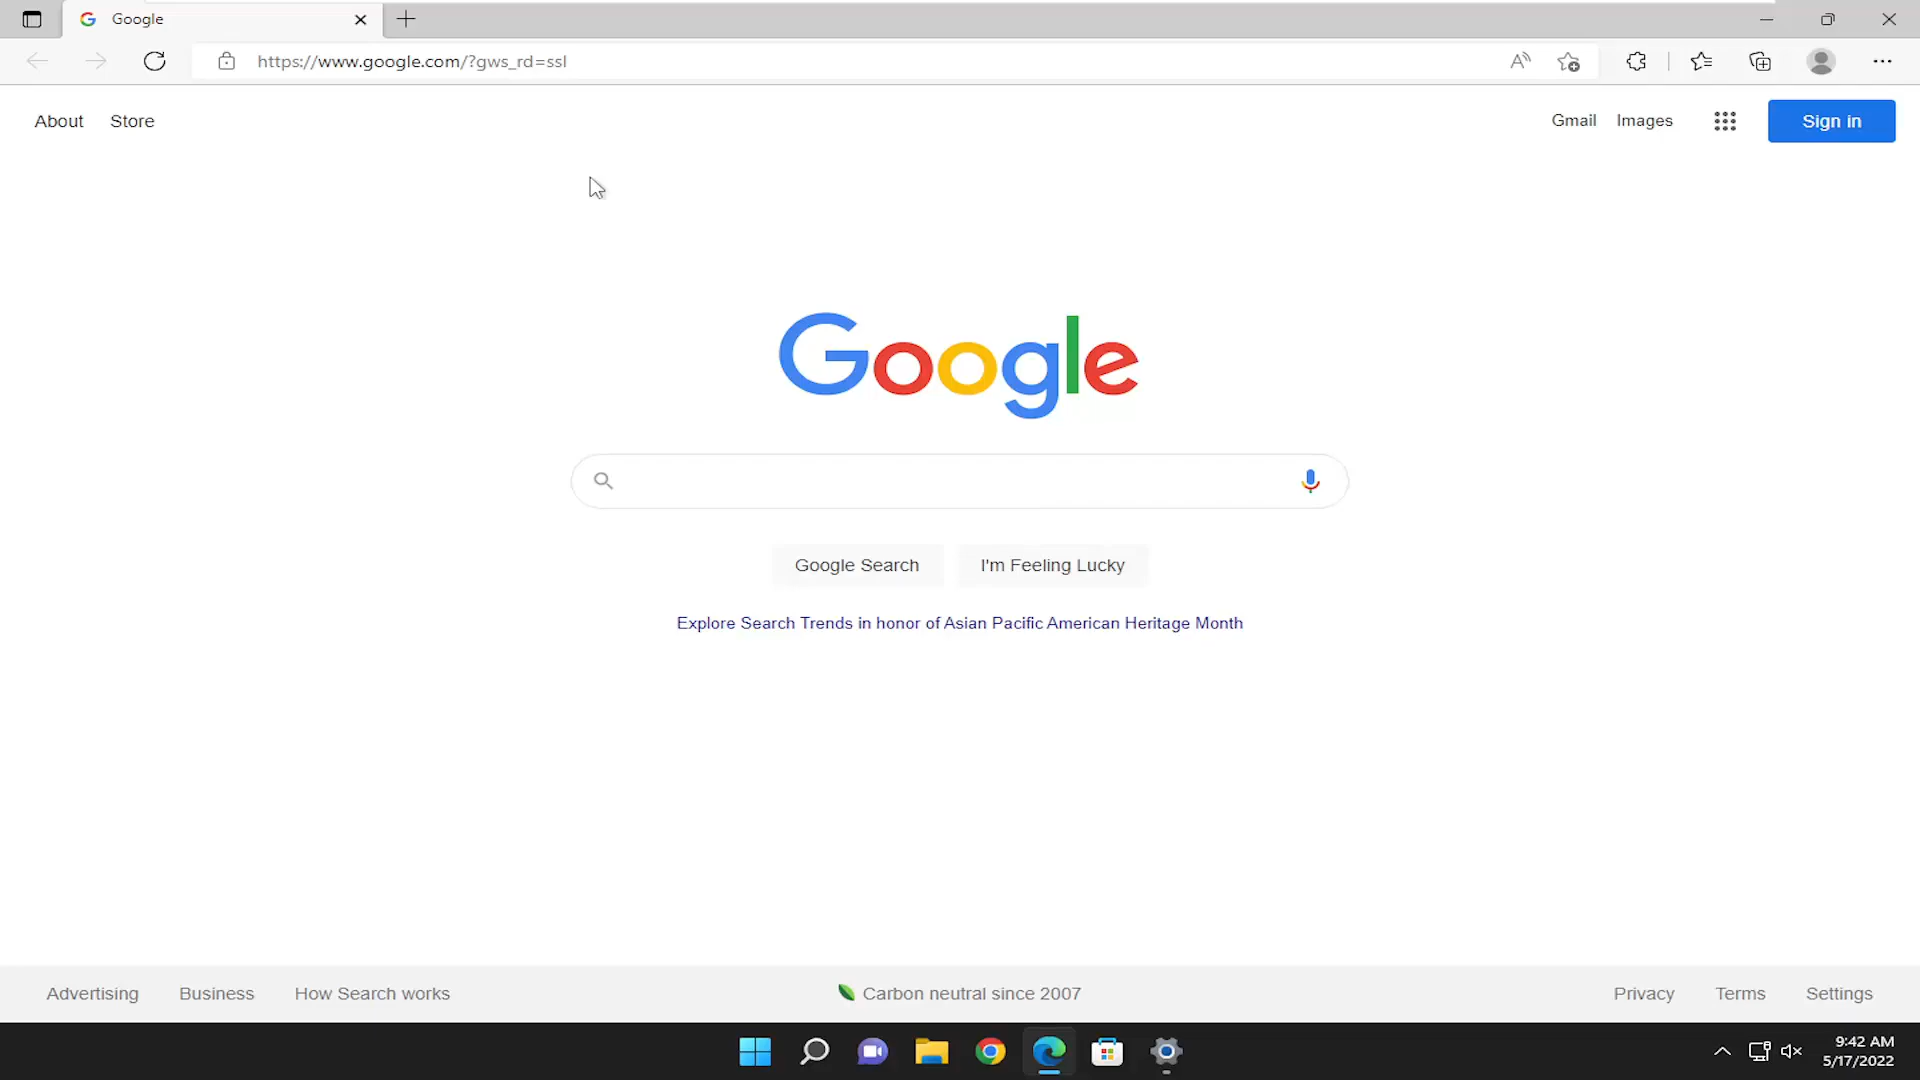 Google
https://www.google.com/?gws_rd=ssl
About Store
Gmail Images Sign in
Google
Google Search I'm Feeling Lucky
Explore Search Trends in honor of Asian Pacific American Heritage Month
Advertising Business How Search works Carbon neutral since 2007 Privacy Terms Settings
9:42 AM
5/17/2022